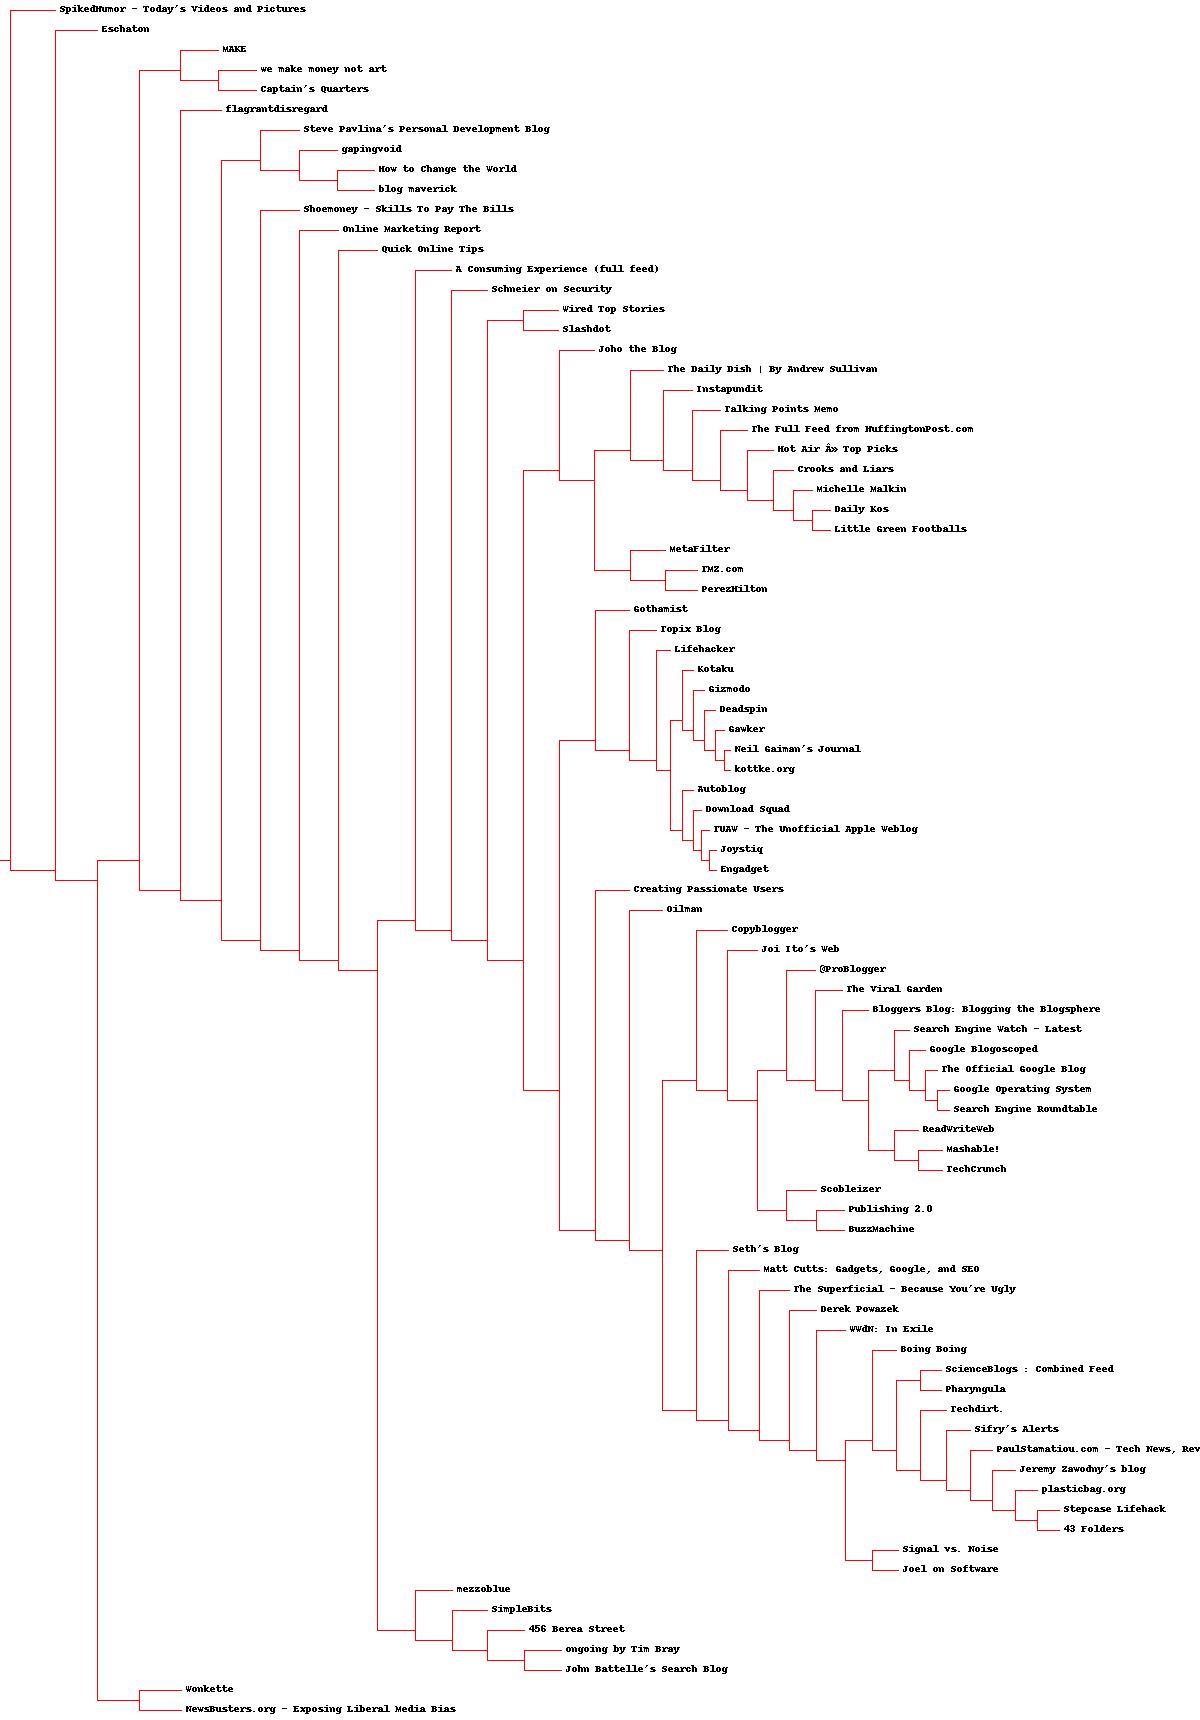 SpikedHumor - Today's Videos and Pictures
Eschaton
MAKE
we make money not art
Captain's Quarters
flagrantdisregard
Steve Pavlina's Personal Development Blog
gapingvoid
How to Change the World
blog maverick
Shoemoney - Skills To Pay The Bills
Online Marketing Report
Quick Online Tips
A Consuming Experience (full feed)
Schneier on Security
Wired Top Stories
Slashdot
Joho the Blog
The Daily Dish | By Andrew Sullivan
Instapundit
Talking Points Memo
The Full Feed from HuffingtonPost.com
Hot Air Â» Top Picks
Crooks and Liars
Michelle Malkin
Daily Kos
Little Green Footballs
MetaFilter
TMZ.com
PerezHilton
Gothamist
Topix Blog
Lifehacker
Kotaku
Gizmodo
Deadspin
Gawker
Neil Gaiman's Journal
kottke.org
Autoblog
Download Squad
TUAW - The Unofficial Apple Weblog
Joystiq
Engadget
Creating Passionate Users
Oilman
Copyblogger
Joi Ito's Web
@ProBlogger
The Viral Garden
Bloggers Blog: Blogging the Blogsphere
Search Engine Watch - Latest
Google Blogoscoped
The Official Google Blog
Google Operating System
Search Engine Roundtable
ReadWriteWeb
Mashable!
TechCrunch
Scobleizer
Publishing 2.0
BuzzMachine
Seth's Blog
Matt Cutts: Gadgets, Google, and SEO
The Superficial - Because You're Ugly
Derek Powazek
WWdN: In Exile
Boing Boing
ScienceBlogs : Combined Feed
Pharyngula
Techdirt.
Sifry's Alerts
PaulStamatiou.com - Tech News, Rev
Jeremy Zawodny's blog
plasticbag.org
Stepcase Lifehack
43 Folders
Signal vs. Noise
Joel on Software
mezzoblue
SimpleBits
456 Berea Street
ongoing by Tim Bray
John Battelle's Search Blog
Wonkette
NewsBusters.org - Exposing Liberal Media Bias